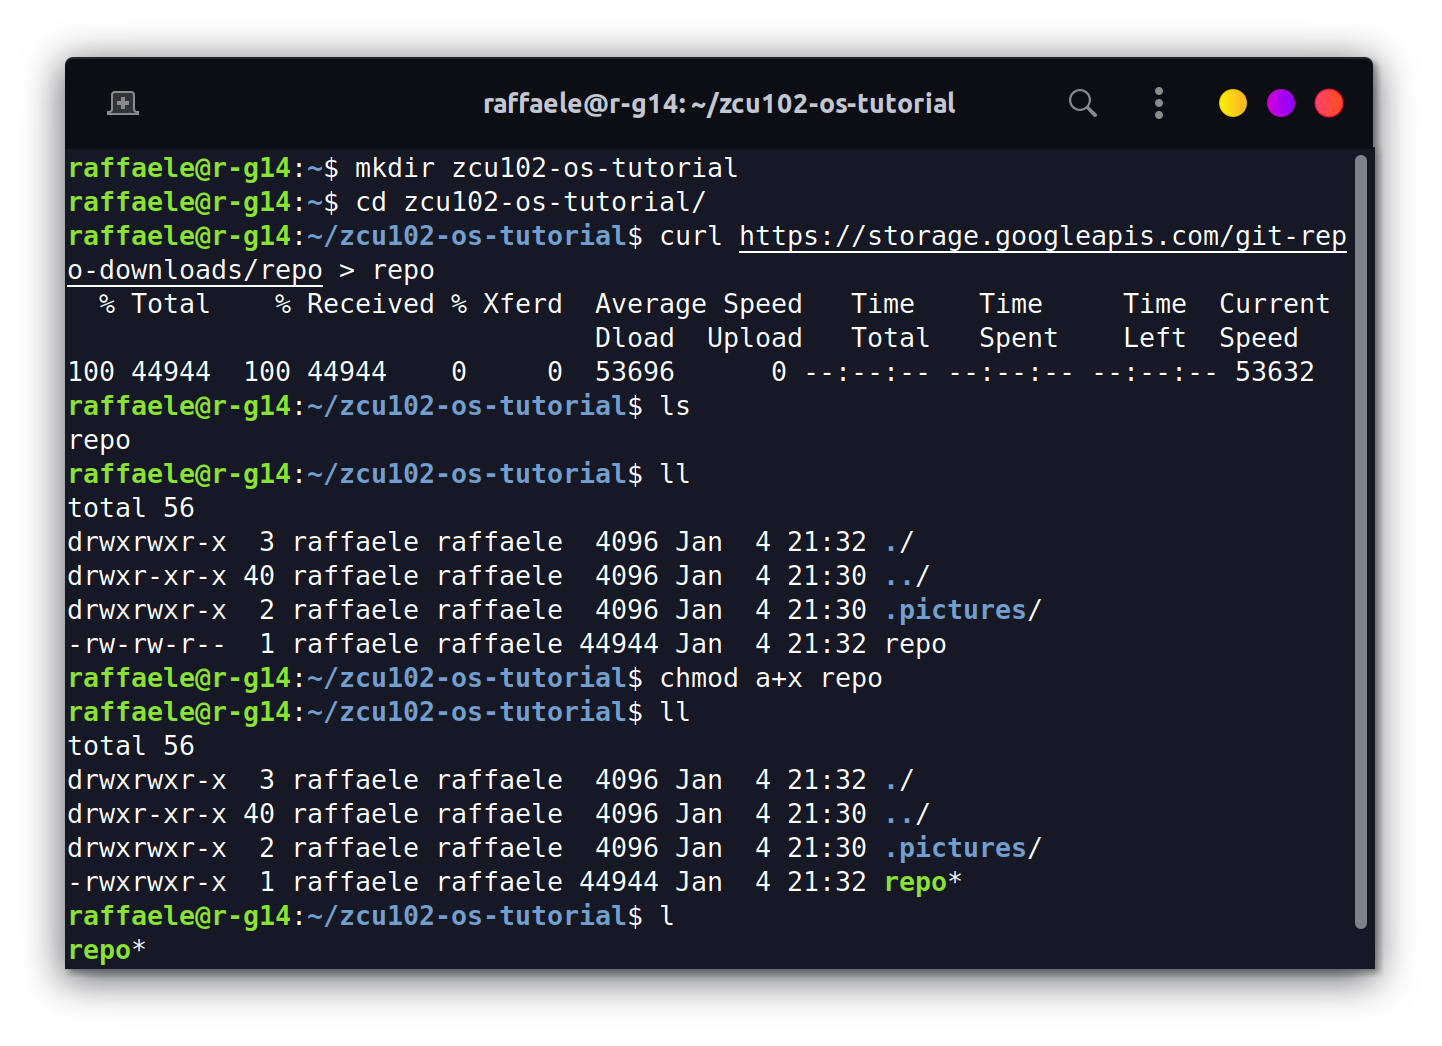 raffaele@r-g14: ~/zcu102-os-tutorial
raffaele@r-g14:~$ mkdir zcu102-os-tutorial
raffaele@r-g14:~$ cd zcu102-os-tutorial/
raffaele@r-g14:~/zcu102-os-tutorial$ curl https://storage.googleapis.com/git-rep
o-downloads/repo > repo
  % Total    % Received % Xferd  Average Speed   Time    Time     Time  Current
                                 Dload  Upload   Total   Spent    Left  Speed
100 44944  100 44944    0     0  53696      0 --:--:-- --:--:-- --:--:-- 53632
raffaele@r-g14:~/zcu102-os-tutorial$ ls
repo
raffaele@r-g14:~/zcu102-os-tutorial$ ll
total 56
drwxrwxr-x  3 raffaele raffaele  4096 Jan  4 21:32 ./
drwxr-xr-x 40 raffaele raffaele  4096 Jan  4 21:30 ../
drwxrwxr-x  2 raffaele raffaele  4096 Jan  4 21:30 .pictures/
-rw-rw-r--  1 raffaele raffaele 44944 Jan  4 21:32 repo
raffaele@r-g14:~/zcu102-os-tutorial$ chmod a+x repo
raffaele@r-g14:~/zcu102-os-tutorial$ ll
total 56
drwxrwxr-x  3 raffaele raffaele  4096 Jan  4 21:32 ./
drwxr-xr-x 40 raffaele raffaele  4096 Jan  4 21:30 ../
drwxrwxr-x  2 raffaele raffaele  4096 Jan  4 21:30 .pictures/
-rwxrwxr-x  1 raffaele raffaele 44944 Jan  4 21:32 repo*
raffaele@r-g14:~/zcu102-os-tutorial$ l
repo*